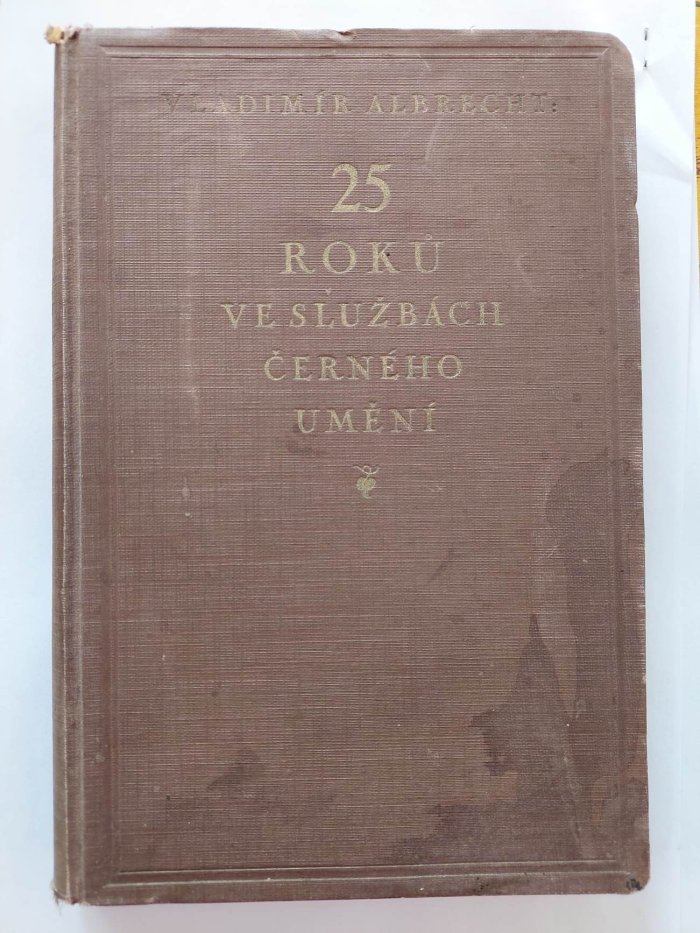 VLADIMÍR ALBRECHT:
25
ROKŮ
VE SLUŽBÁCH
ČERNÉHO
UMĚNÍ